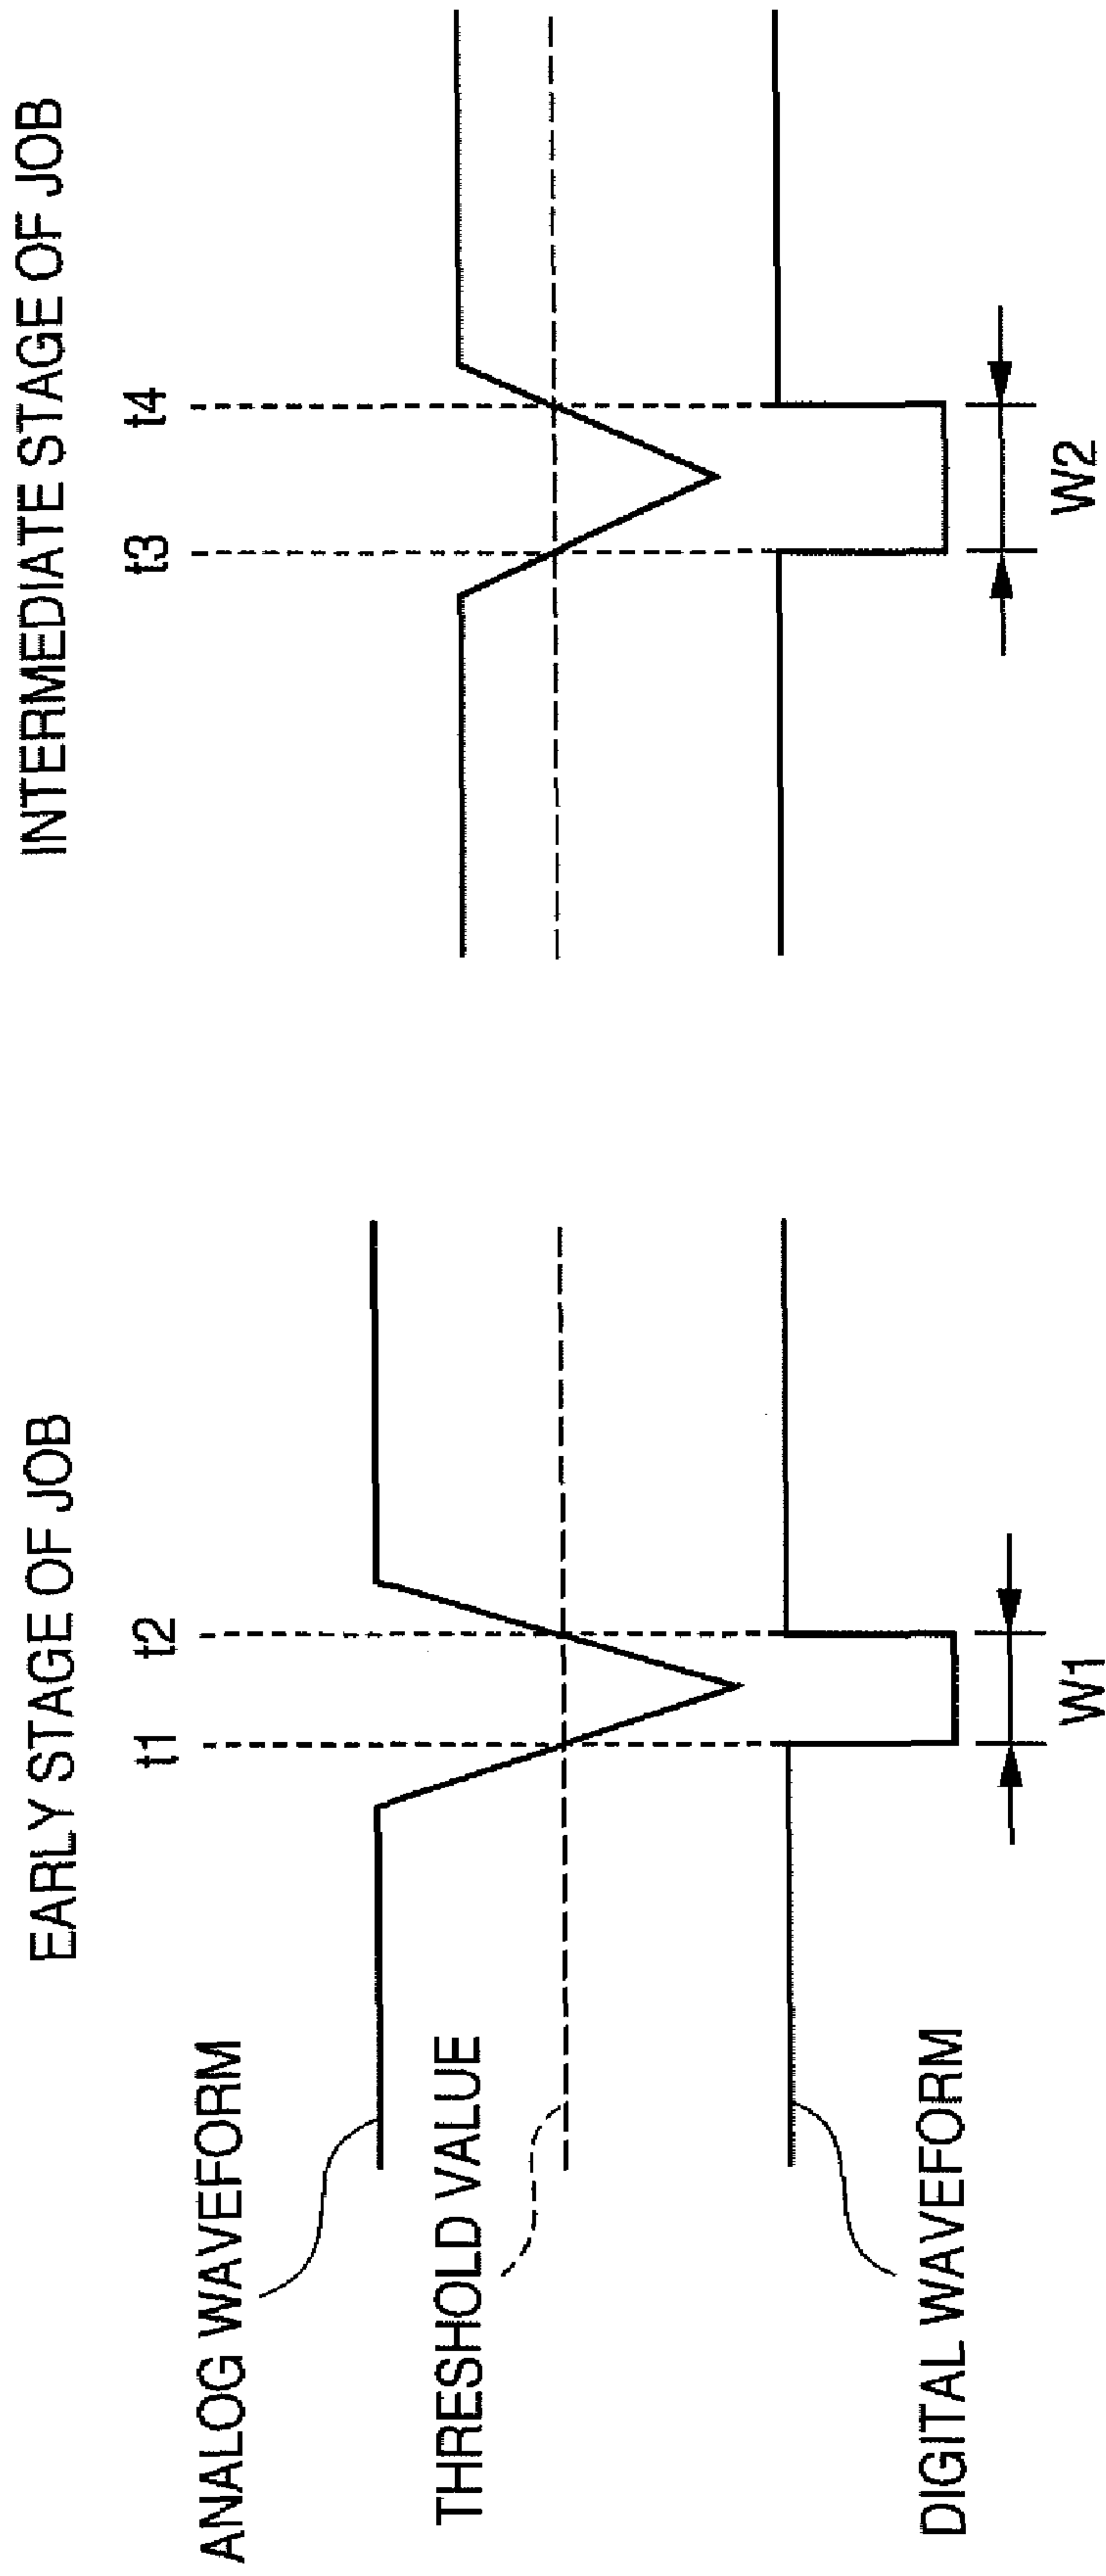 EARLY STAGE OF JOB
INTERMEDIATE STAGE OF JOB
t1
t2
t3
t4
ANALOG WAVEFORM
THRESHOLD VALUE
DIGITAL WAVEFORM
W1
W2